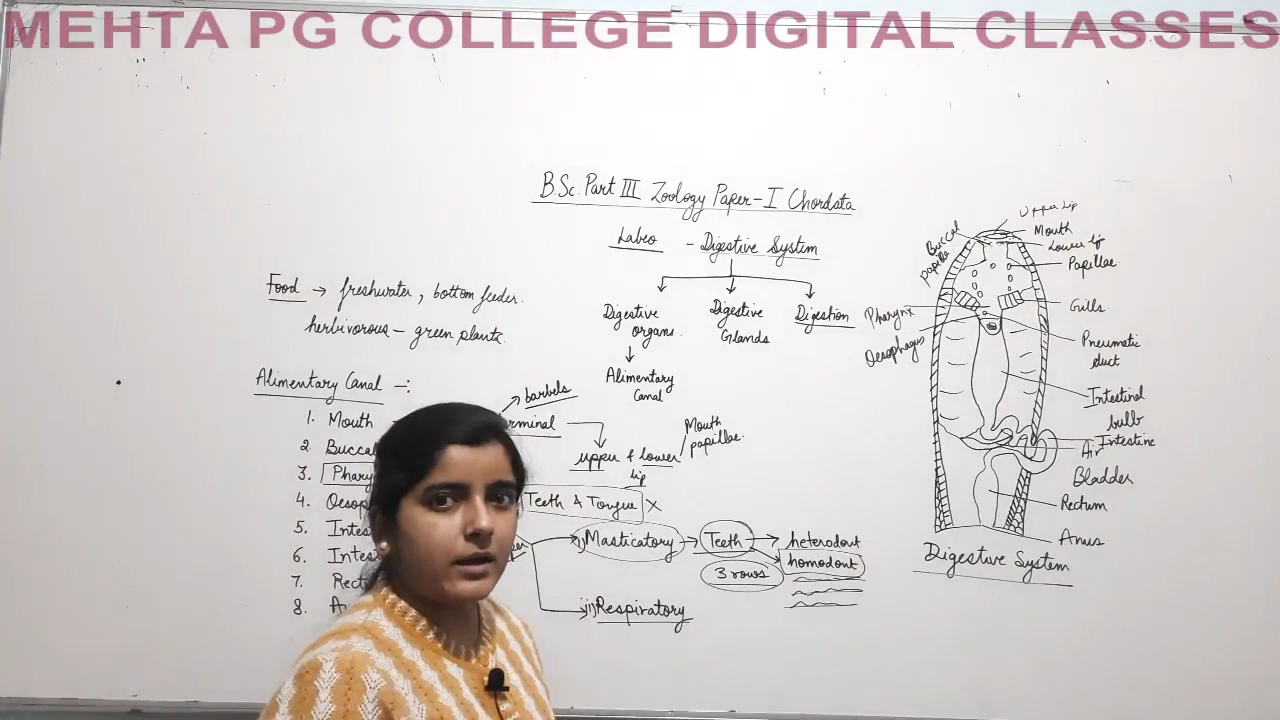 MEHTA PG COLLEGE DIGITAL CLASSES
B.Sc. Part III Zoology Paper-I Chordata
Labeo - Digestive System
Digestive organs.
Digestive Glands
Digestion
Alimentary Canal
Food → freshwater, bottom feeder.
herbivorous - green plants.
Alimentary Canal -:
1. Mouth
barbels
upper & lower lip
Mouth papillae.
2. Buccal
3. Phary
4. Oesop
Teeth & Tongue X
5. Intes
i) Masticatory → Teeth → heterodont
homodont
3 rows
6. Intes
7. Rect
8. A
ii) Respiratory
Upper lip
Mouth
Lower lip
Papillae
Buccal papilla
Gills
Pharynx
Pneumatic duct
Oesophagus
Intestinal bulb
Intestine
Air Bladder
Rectum
Anus
Digestive System